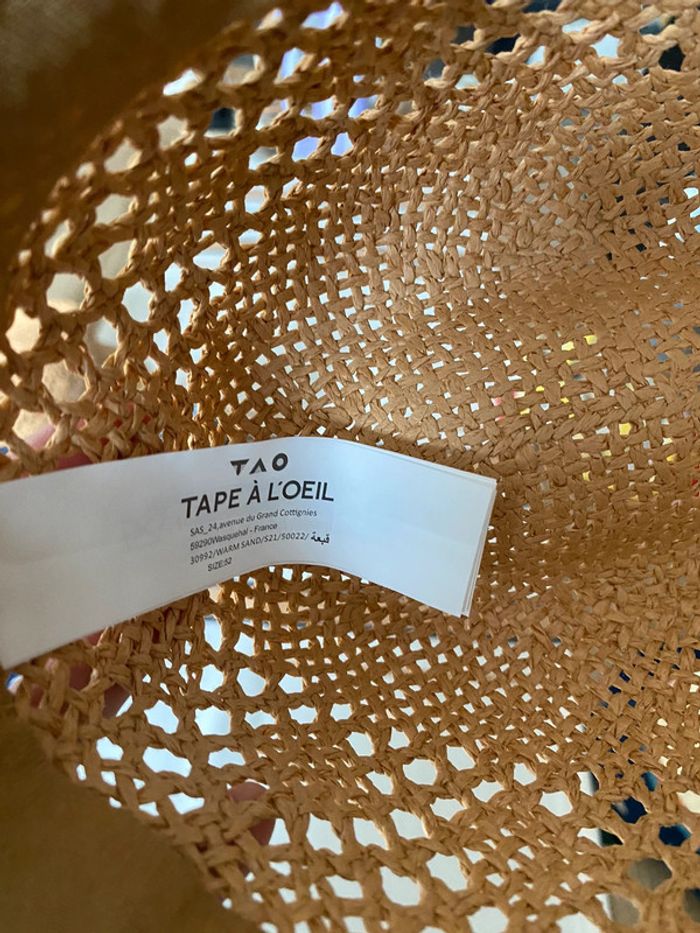 TAO
TAPE À L'OEIL
SAS_24,avenue du Grand Cottignies
59290Wasquehal - France
30992/WARM SAND/S21/50022/ قبعة
SIZE:52